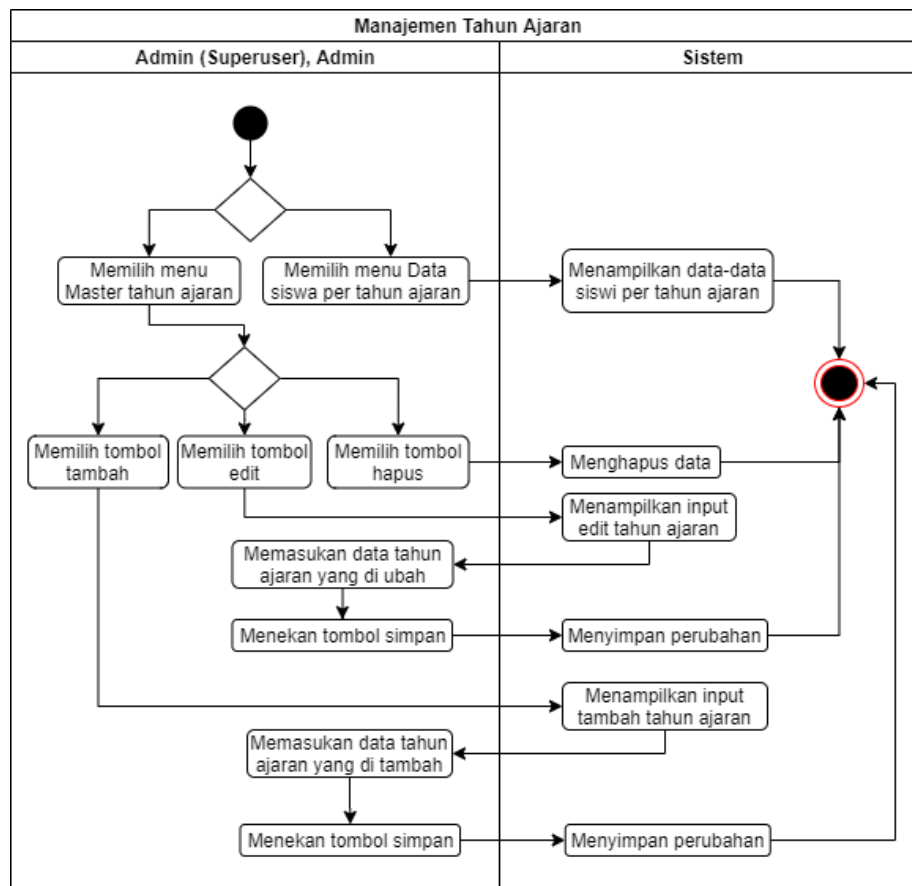 Manajemen Tahun Ajaran
Admin (Superuser), Admin
Sistem
Memilih menu
Master tahun ajaran
Memilih menu Data
siswa per tahun ajaran
Menampilkan data-data
siswi per tahun ajaran
Memilih tombol
tambah
Memilih tombol
edit
Memilih tombol
hapus
Menghapus data
Menampilkan input
edit tahun ajaran
Memasukan data tahun
ajaran yang di ubah
Menekan tombol simpan
Menyimpan perubahan
Menampilkan input
tambah tahun ajaran
Memasukan data tahun
ajaran yang di tambah
Menekan tombol simpan
Menyimpan perubahan